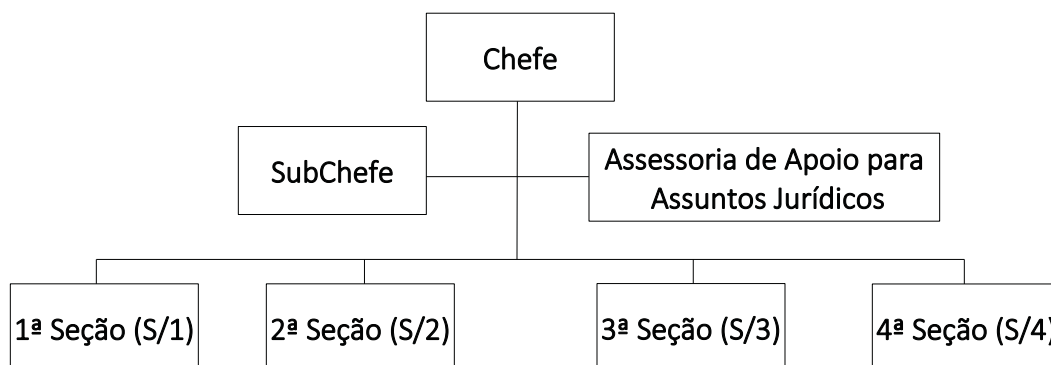 Chefe
SubChefe
Assessoria de Apoio para
Assuntos Jurídicos
1ª Seção (S/1)
2ª Seção (S/2)
3ª Seção (S/3)
4ª Seção (S/4)